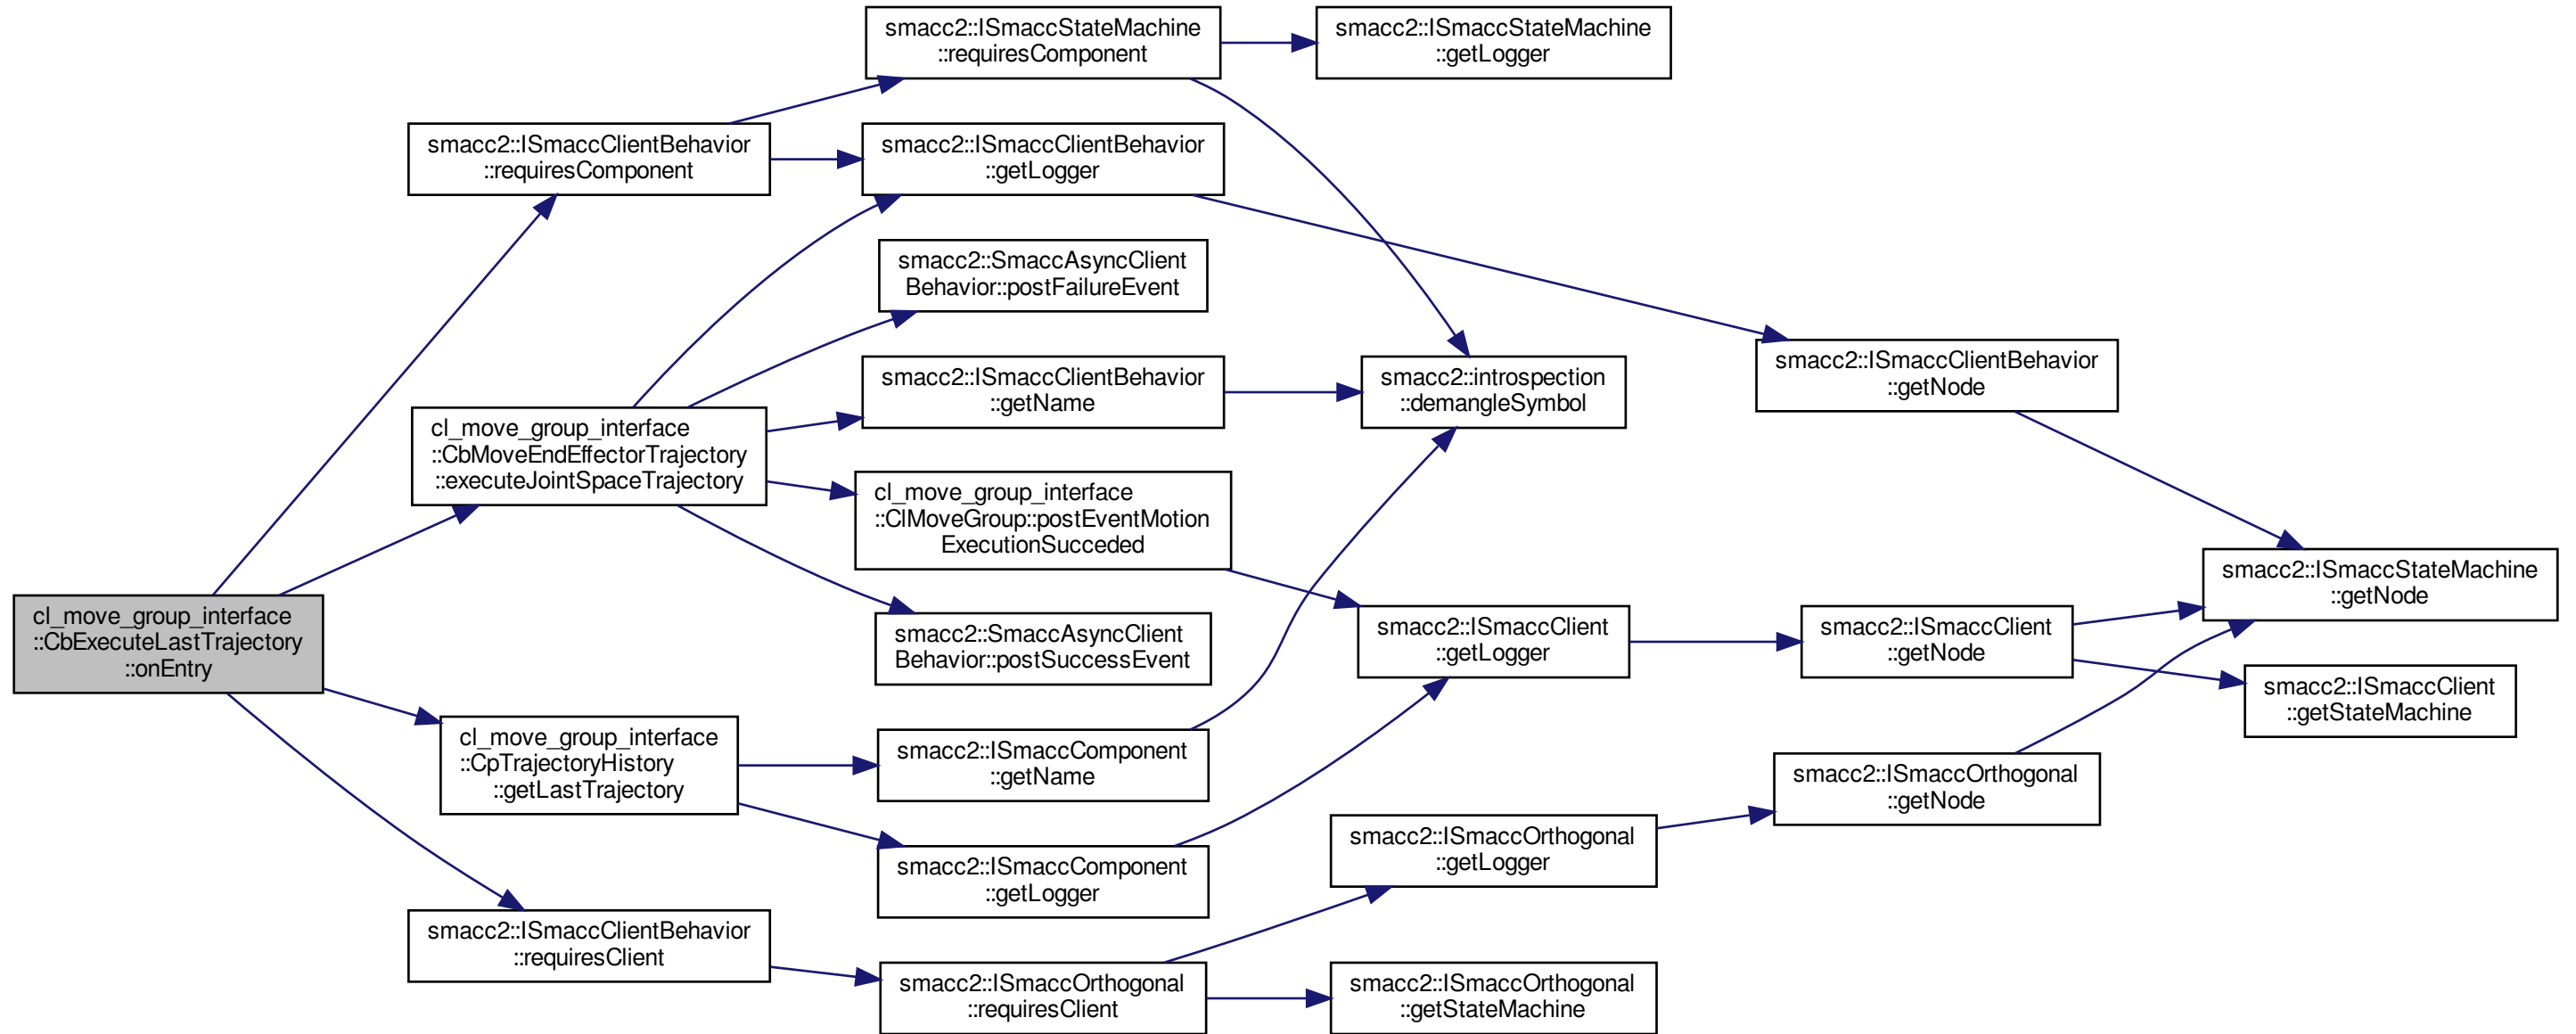 cl_move_group_interface
::CbExecuteLastTrajectory
::onEntry
smacc2::ISmaccClientBehavior
::requiresComponent
cl_move_group_interface
::CbMoveEndEffectorTrajectory
::executeJointSpaceTrajectory
cl_move_group_interface
::CpTrajectoryHistory
::getLastTrajectory
smacc2::ISmaccClientBehavior
::requiresClient
smacc2::ISmaccStateMachine
::requiresComponent
smacc2::ISmaccClientBehavior
::getLogger
smacc2::SmaccAsyncClient
Behavior::postFailureEvent
smacc2::ISmaccClientBehavior
::getName
cl_move_group_interface
::ClMoveGroup::postEventMotion
ExecutionSucceded
smacc2::SmaccAsyncClient
Behavior::postSuccessEvent
smacc2::ISmaccComponent
::getName
smacc2::ISmaccComponent
::getLogger
smacc2::ISmaccOrthogonal
::requiresClient
smacc2::ISmaccStateMachine
::getLogger
smacc2::introspection
::demangleSymbol
smacc2::ISmaccClient
::getLogger
smacc2::ISmaccOrthogonal
::getLogger
smacc2::ISmaccOrthogonal
::getStateMachine
smacc2::ISmaccClientBehavior
::getNode
smacc2::ISmaccClient
::getNode
smacc2::ISmaccOrthogonal
::getNode
smacc2::ISmaccStateMachine
::getNode
smacc2::ISmaccClient
::getStateMachine